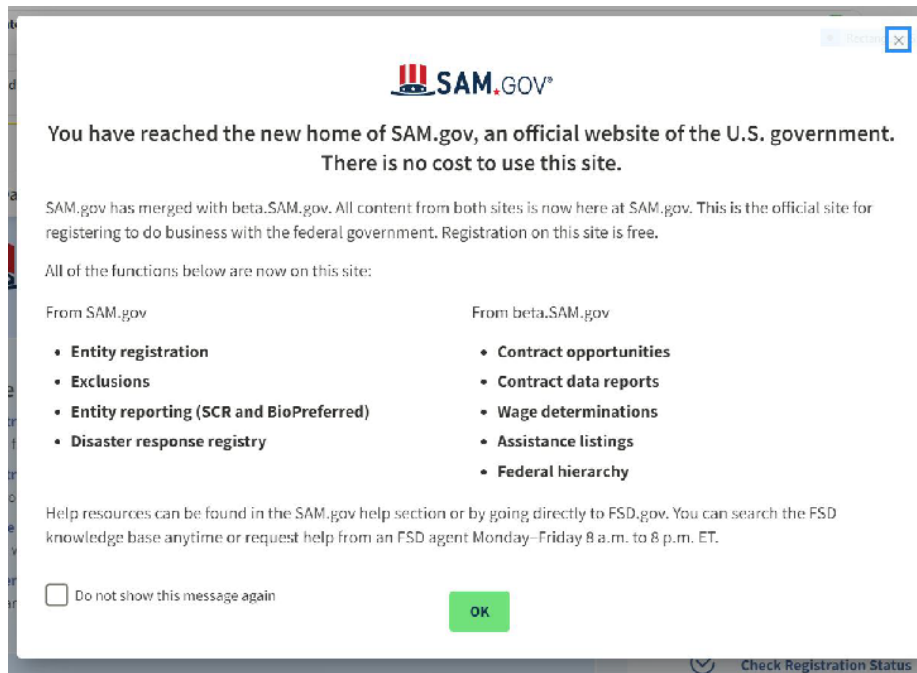 SAM.GOV®
You have reached the new home of SAM.gov, an official website of the U.S. government.
There is no cost to use this site.
SAM.gov has merged with beta.SAM.gov. All content from both sites is now here at SAM.gov. This is the official site for
registering to do business with the federal government. Registration on this site is free.
All of the functions below are now on this site:
From SAM.gov
• Entity registration
• Exclusions
• Entity reporting (SCR and BioPreferred)
• Disaster response registry
From beta.SAM.gov
• Contract opportunities
• Contract data reports
• Wage determinations
• Assistance listings
• Federal hierarchy
Help resources can be found in the SAM.gov help section or by going directly to FSD.gov. You can search the FSD
knowledge base anytime or request help from an FSD agent Monday–Friday 8 a.m. to 8 p.m. ET.
Do not show this message again
OK
Check Registration Status